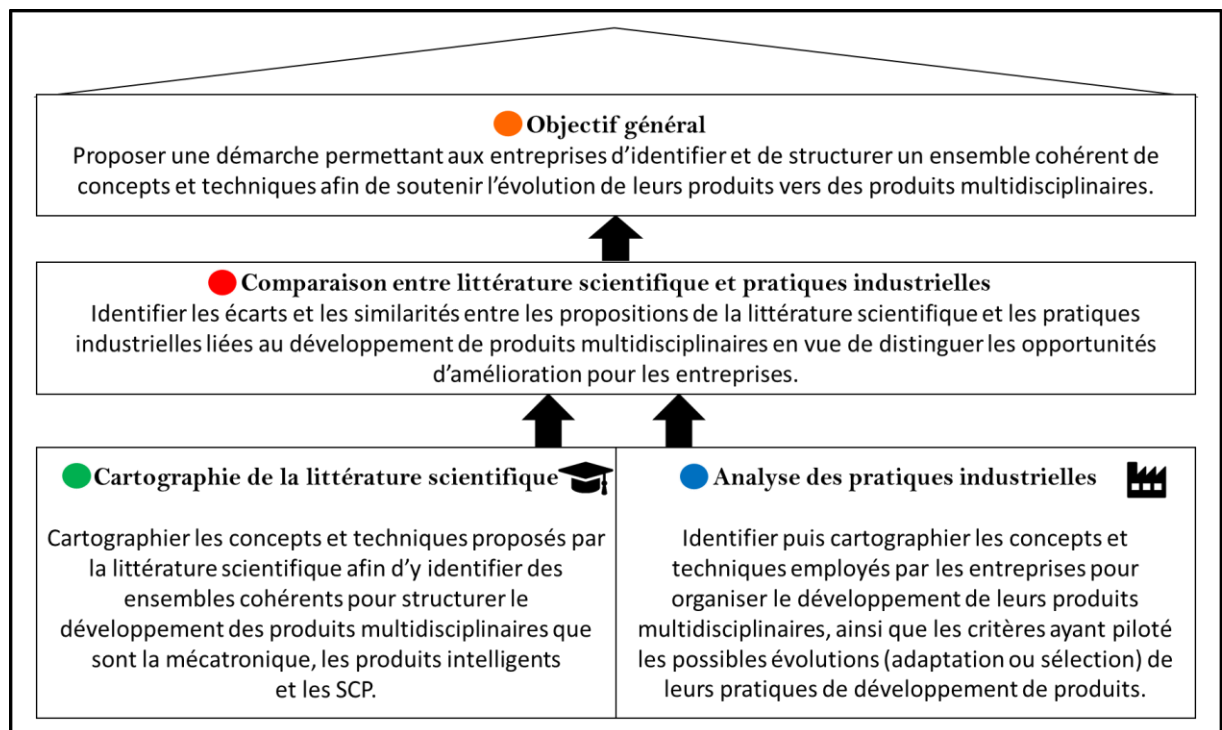 Objectif général
Proposer une démarche permettant aux entreprises d’identifier et de structurer un ensemble cohérent de
concepts et techniques afin de soutenir l’évolution de leurs produits vers des produits multidisciplinaires.
Comparaison entre littérature scientifique et pratiques industrielles
Identifier les écarts et les similarités entre les propositions de la littérature scientifique et les pratiques
industrielles liées au développement de produits multidisciplinaires en vue de distinguer les opportunités
d’amélioration pour les entreprises.
Cartographie de la littérature scientifique
Cartographier les concepts et techniques proposés par
la littérature scientifique afin d’y identifier des
ensembles cohérents pour structurer le
développement des produits multidisciplinaires que
sont la mécatronique, les produits intelligents
et les SCP.
Analyse des pratiques industrielles
Identifier puis cartographier les concepts et
techniques employés par les entreprises pour
organiser le développement de leurs produits
multidisciplinaires, ainsi que les critères ayant piloté
les possibles évolutions (adaptation ou sélection) de
leurs pratiques de développement de produits.